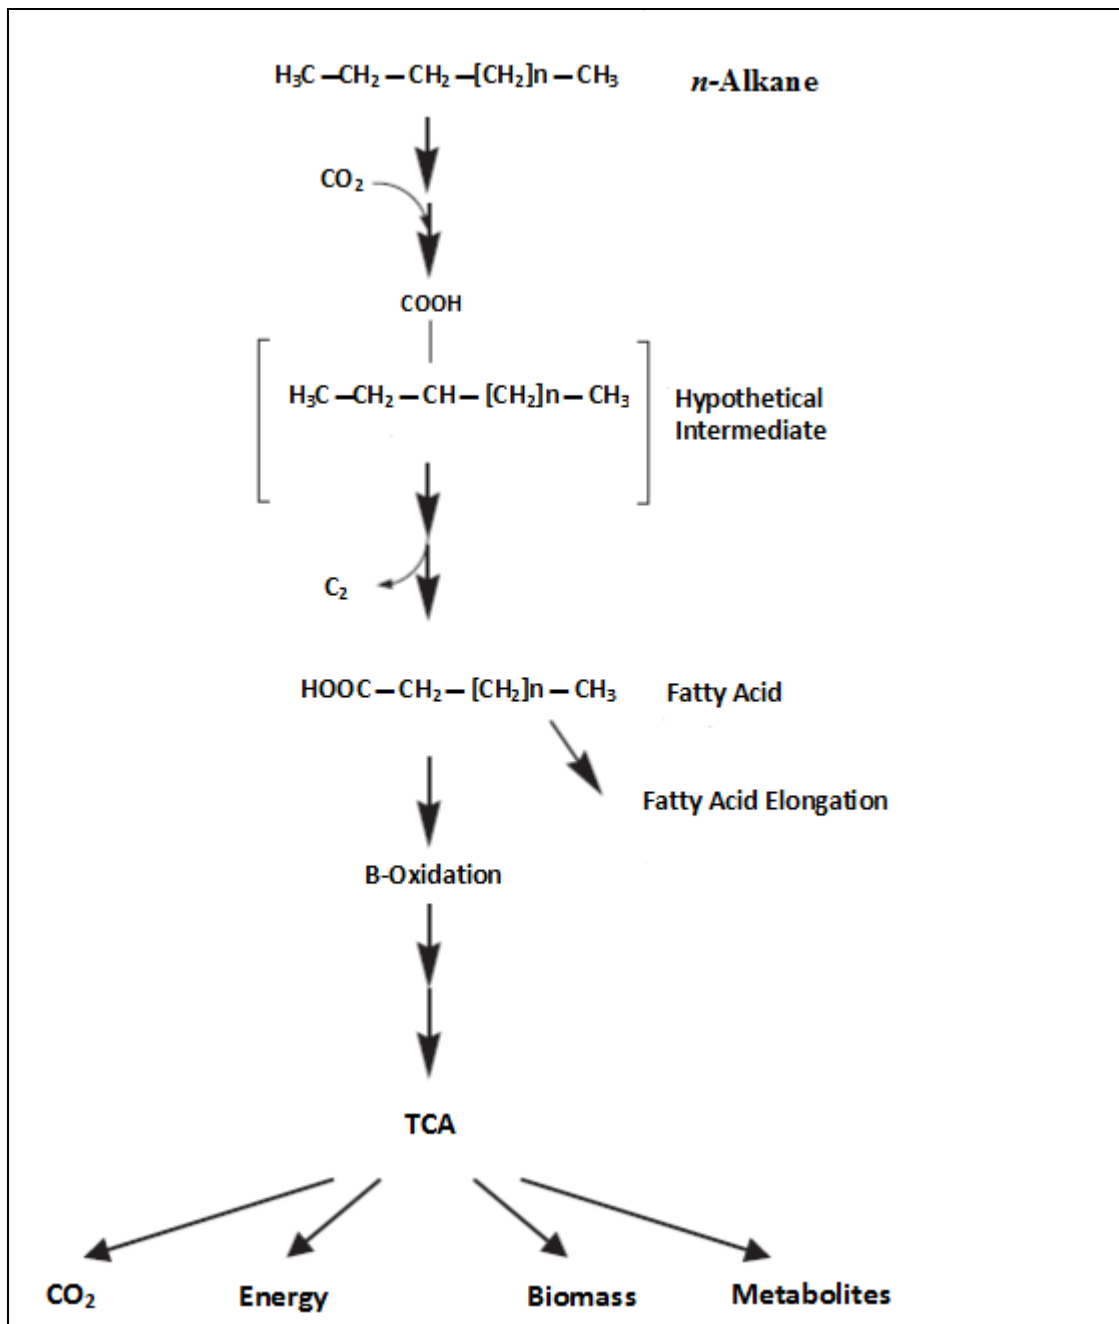 H₃C–CH₂–CH₂–[CH₂]n–CH₃ n-Alkane
CO₂
COOH
H₃C–CH₂–CH–[CH₂]n–CH₃
Hypothetical
Intermediate
C₂
HOOC–CH₂–[CH₂]n–CH₃ Fatty Acid
Fatty Acid Elongation
B-Oxidation
TCA
CO₂ Energy Biomass Metabolites